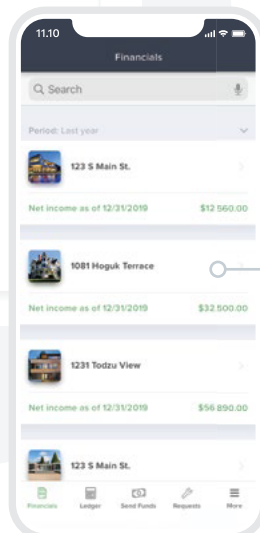 11.10
Financials
Search
Period: Last year
123 S Main St.
Net income as of 12/31/2019 $12 560.00
1081 Hoguk Terrace
Net income as of 12/31/2019 $32.500.00
1231 Todzu View
Net income as of 12/31/2019 $56 890.00
123 S Main St.
Financials Ledger Send Funds Requests More